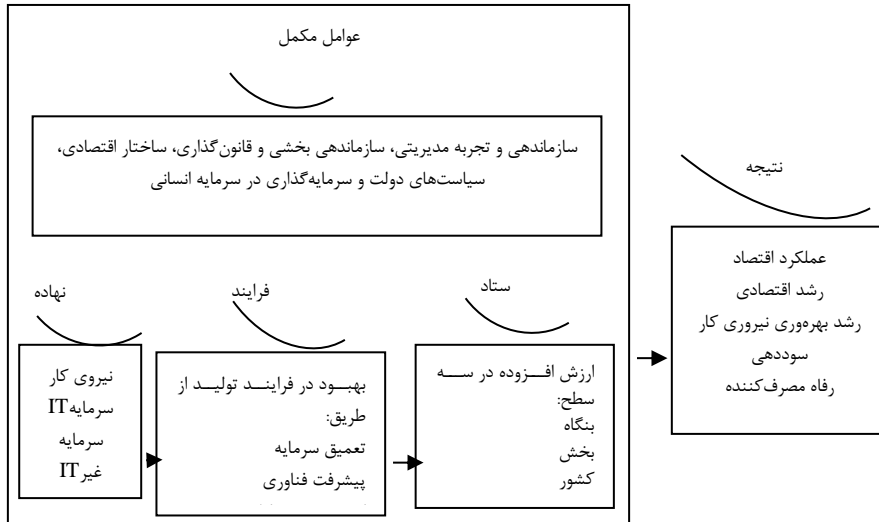 عوامل مکمل
سازماندهی و تجربه مدیریتی، سازماندهی بخشی و قانون‌گذاری، ساختار اقتصادی،
سیاست‌های دولت و سرمایه‌گذاری در سرمایه انسانی
نتیجه
عملکرد اقتصاد
رشد اقتصادی
رشد بهره‌وری نیروری کار
سوددهی
رفاه مصرف‌کننده
نهاده
نیروی کار
سرمایه IT
سرمایه
غیر IT
فرایند
بهبود در فرایند تولید از
طریق:
تعمیق سرمایه
پیشرفت فناوری
ستاد
ارزش افزوده در سه
سطح:
بنگاه
بخش
کشور